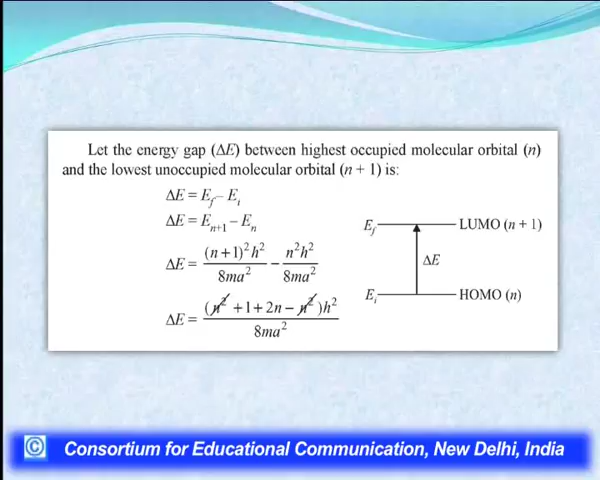 Let the energy gap (ΔE) between highest occupied molecular orbital (n)
and the lowest unoccupied molecular orbital (n + 1) is:
ΔE = E_f – E_i
ΔE = E_{n+1} – E_n
ΔE = (n+1)²h² / 8ma² – n²h² / 8ma²
ΔE = (n² +1+2n – n²)h² / 8ma²
E_f LUMO (n + 1)
ΔE
E_i HOMO (n)
© Consortium for Educational Communication, New Delhi, India